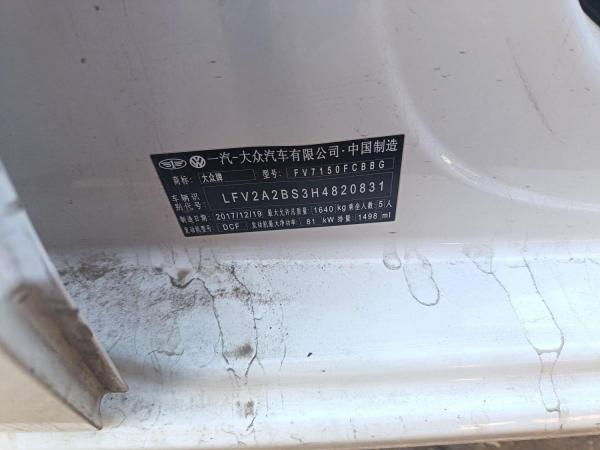 一汽-大众汽车有限公司·中国制造
商标: 大众牌 型号: FV7150FCBBG
车辆识别代号: LFV2A2BS3H4820831
制造日期: 2017/12/19 最大允许总质量: 1640 kg 乘坐人数: 5人
发动机型号: DCF 发动机最大净功率: 81 kW 排量: 1498 ml